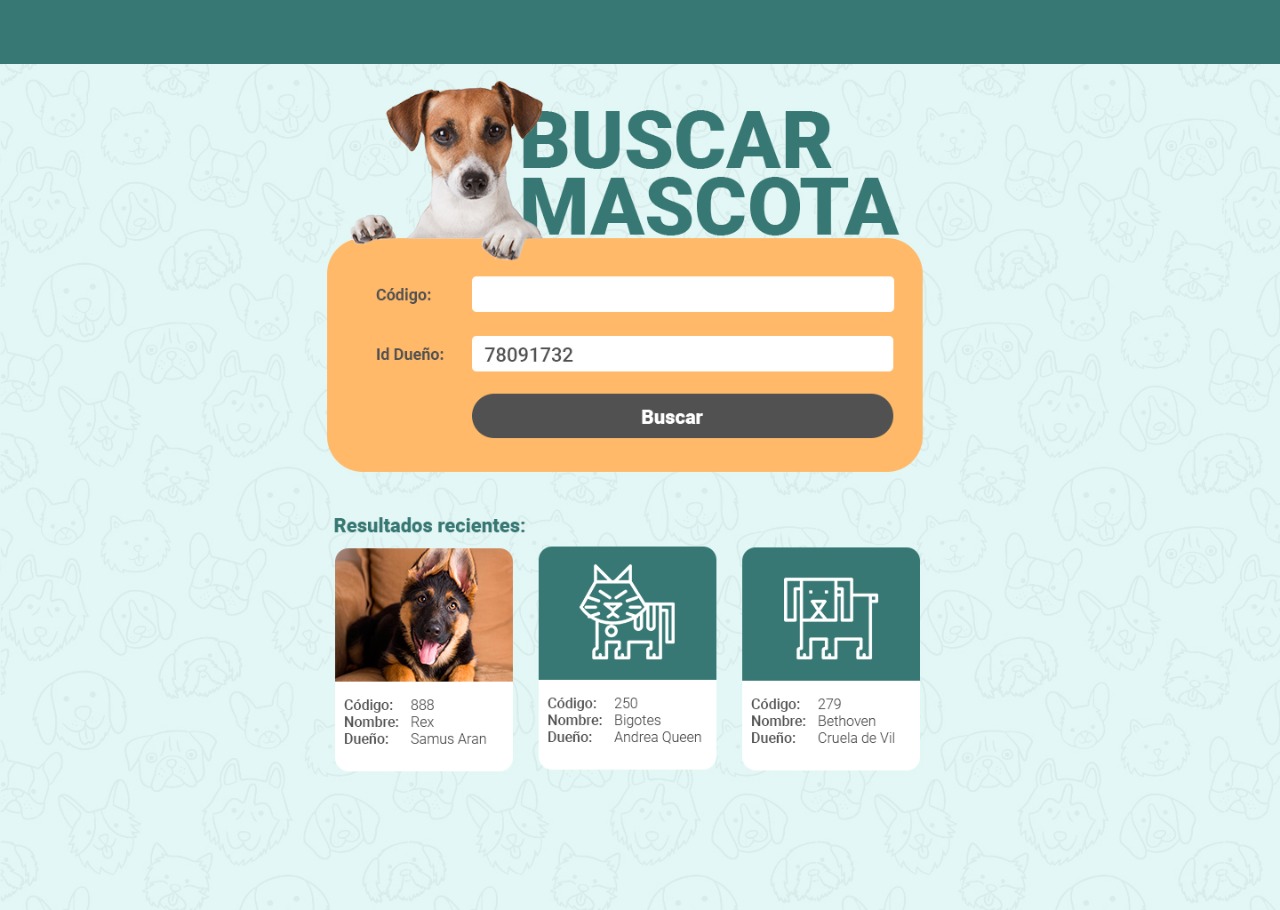 BUSCAR
MASCOTA
Código:
Id Dueño: 78091732
Buscar
Resultados recientes:
Código: 888
Nombre: Rex
Dueño: Samus Aran
Código: 250
Nombre: Bigotes
Dueño: Andrea Queen
Código: 279
Nombre: Bethoven
Dueño: Cruela de Vil